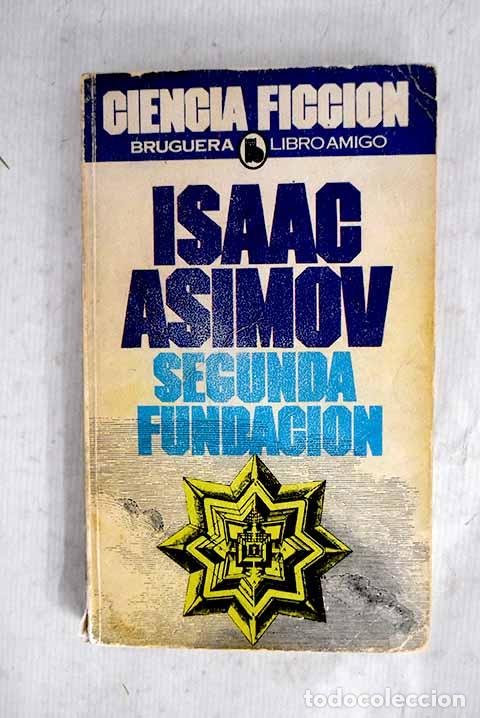 CIENCIA FICCION
BRUGUERA LIBRO AMIGO
ISAAC
ASIMOV
SEGUNDA
FUNDACION
todocoleccion